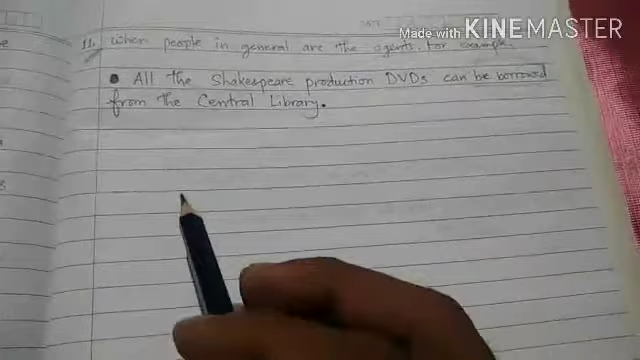 Made with KINEMASTER
11. When people in general are the agents. For example,
• All the Shakespeare production DVDs can be borrowed
from the Central Library.